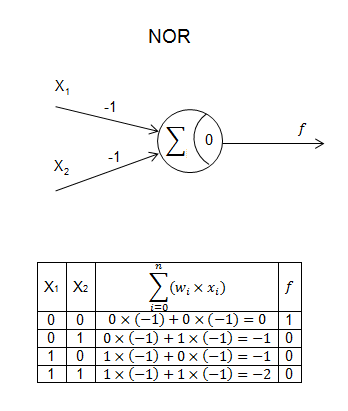 NOR
X₁
-1
∑ 0
f
-1
X₂
X₁ X₂ n ∑ i=0 (wᵢ × xᵢ) f
0 0 0 × (−1) + 0 × (−1) = 0 1
0 1 0 × (−1) + 1 × (−1) = −1 0
1 0 1 × (−1) + 0 × (−1) = −1 0
1 1 1 × (−1) + 1 × (−1) = −2 0